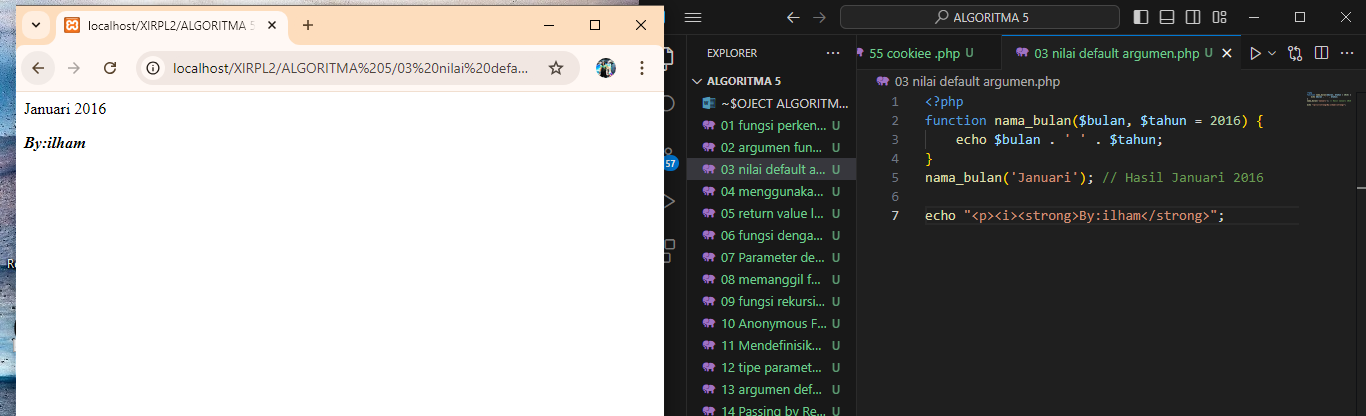 localhost/XIRPL2/ALGORITMA 5
localhost/XIRPL2/ALGORITMA%205/03%20nilai%20defa...
Januari 2016
By:ilham
ALGORITMA 5
EXPLORER
ALGORITMA 5
~$OJECT ALGORITM...
01 fungsi perken... U
02 argumen fun... U
03 nilai default a... U
04 menggunaka... U
05 return value l... U
06 fungsi denga... U
07 Parameter de... U
08 memanggil f... U
09 fungsi rekursi... U
10 Anonymous F... U
11 Mendefinisik... U
12 tipe paramet... U
13 argumen def... U
14 Passing by Re... U
57
55 cookiee .php U
03 nilai default argumen.php U
03 nilai default argumen.php
1 <?php
2 function nama_bulan($bulan, $tahun = 2016) {
3 echo $bulan . ' ' . $tahun;
4 }
5 nama_bulan('Januari'); // Hasil Januari 2016
6
7 echo "<p><i><strong>By:ilham</strong>";